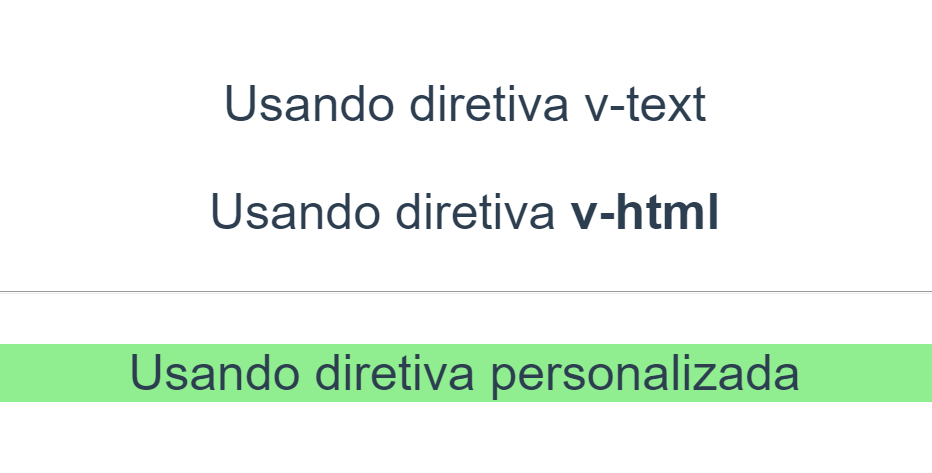 Usando diretiva v-text
Usando diretiva v-html
Usando diretiva personalizada